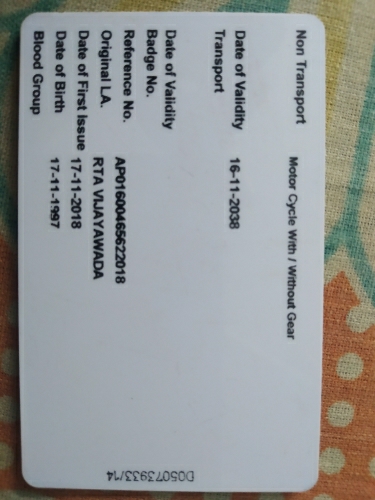 Non Transport Motor Cycle With / Without Gear
Date of Validity 16-11-2038
Transport
Date of Validity
Badge No.
Reference No. AP01600465622018
Original LA. RTA VIJAYAWADA
Date of First Issue 17-11-2018
Date of Birth 17-11-1997
Blood Group
DO5073933/14